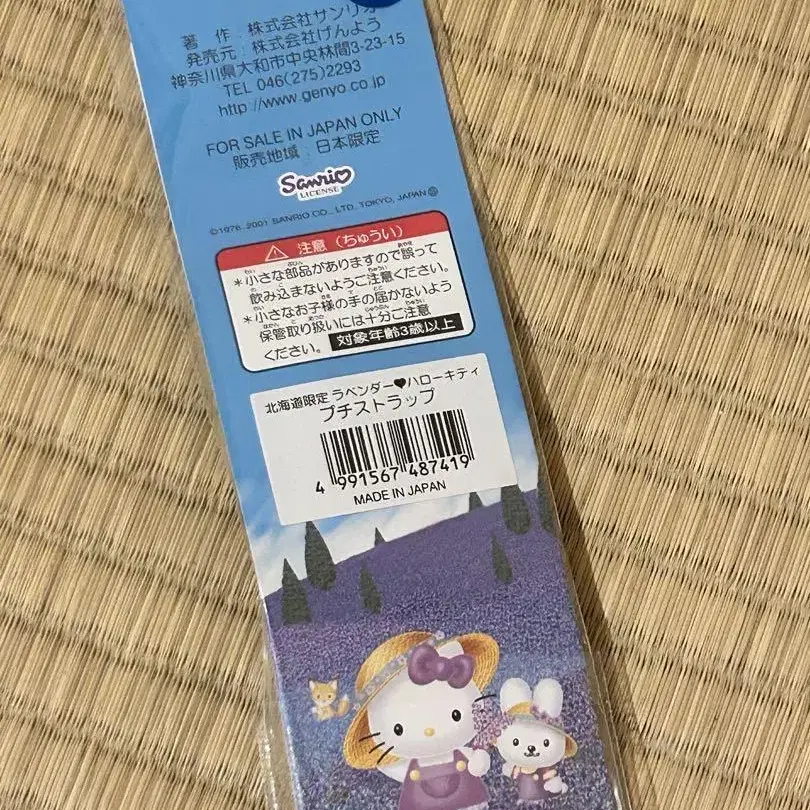 著 作：株式会社サンリオ
発売元：株式会社げんよう
神奈川県大和市中央林間3-23-15
TEL 046(275)2293
http://www.genyo.co.jp
FOR SALE IN JAPAN ONLY
販売地域：日本限定
Sanrio
LICENSE
©1976, 2001 SANRIO CO., LTD. TOKYO, JAPAN
注意（ちゅうい）
＊小さな部品がありますので誤って
飲み込まないようご注意ください。
＊小さなお子様の手の届かないよう
保管取り扱いには十分ご注意
ください。 対象年齢3歳以上
北海道限定 ラベンダー♥ハローキティ
プチストラップ
4 991567 487419
MADE IN JAPAN